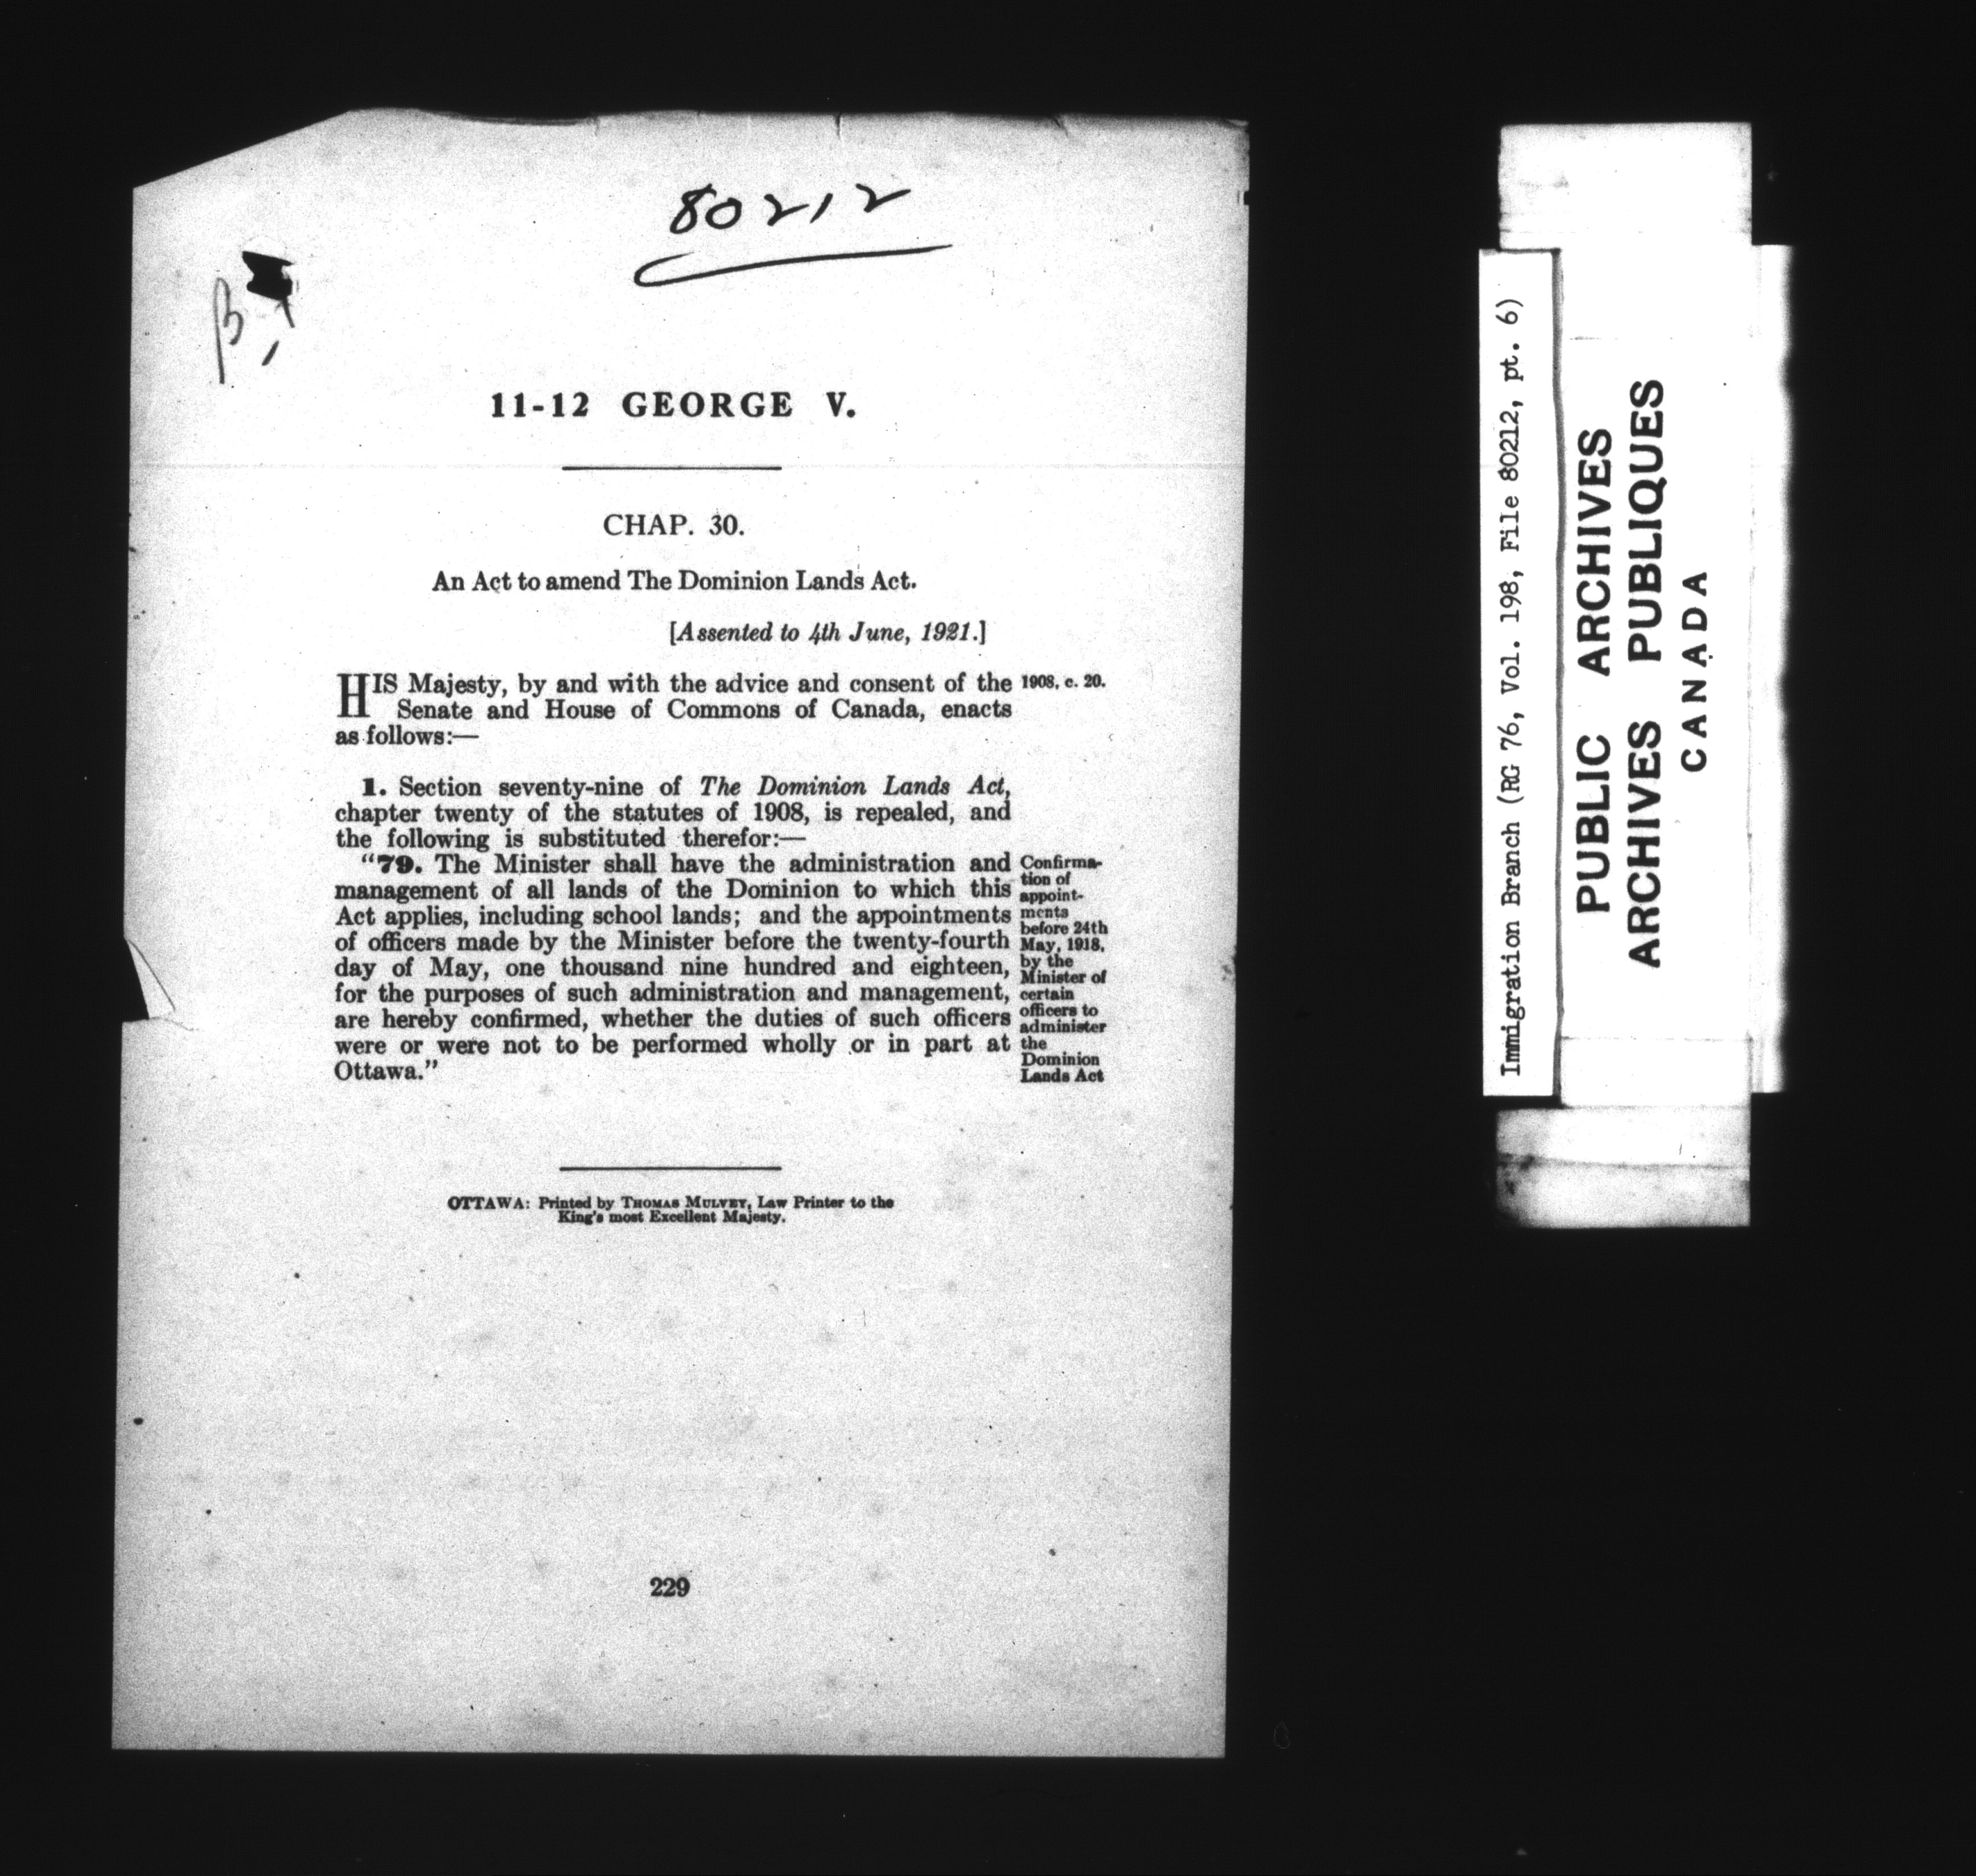 80212
11-12 GEORGE V.
CHAP. 30.
An Act to amend The Dominion Lands Act.
[Assented to 4th June, 1921.]
HIS Majesty, by and with the advice and consent of the
Senate and House of Commons of Canada, enacts
as follows:—
1908, c. 20.
1. Section seventy-nine of The Dominion Lands Act,
chapter twenty of the statutes of 1908, is repealed, and
the following is substituted therefor:—
"79. The Minister shall have the administration and
management of all lands of the Dominion to which this
Act applies, including school lands; and the appointments
of officers made by the Minister before the twenty-fourth
day of May, one thousand nine hundred and eighteen,
for the purposes of such administration and management,
are hereby confirmed, whether the duties of such officers
were or were not to be performed wholly or in part at
Ottawa."
Confirma-
tion of
appoint-
ments
before 24th
May, 1918,
by the
Minister of
certain
officers to
administer
the
Dominion
Lands Act
OTTAWA: Printed by THOMAS MULVEY, Law Printer to the
King's most Excellent Majesty.
229
Immigration Branch (RG 76, Vol. 198, File 80212, pt. 6)
PUBLIC ARCHIVES
ARCHIVES PUBLIQUES
CANADA